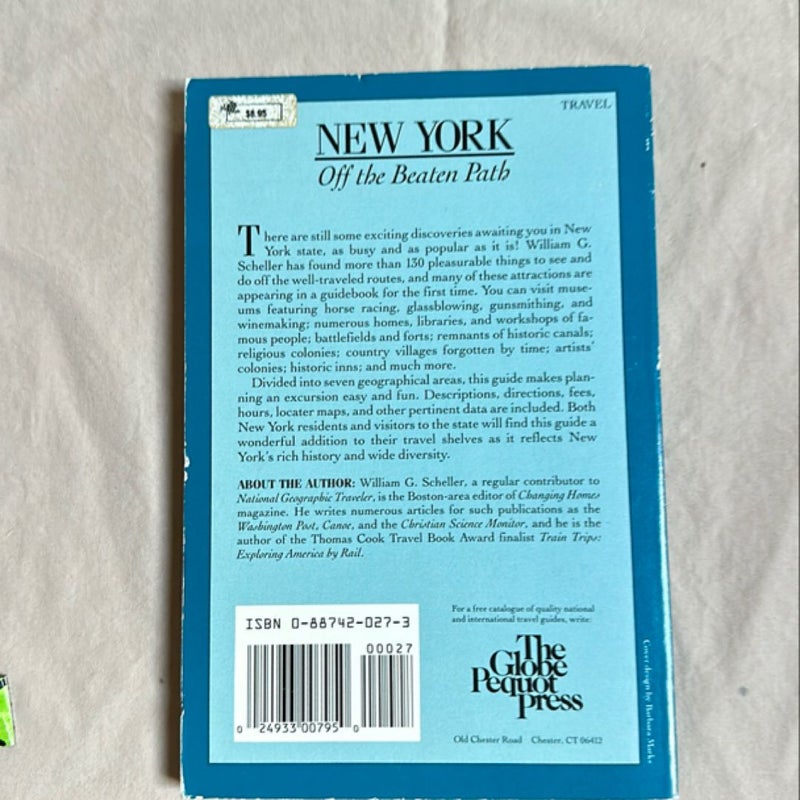 $8.95
TRAVEL
NEW YORK
Off the Beaten Path
There are still some exciting discoveries awaiting you in New
York state, as busy and as popular as it is! William G.
Scheller has found more than 130 pleasurable things to see and
do off the well-traveled routes, and many of these attractions are
appearing in a guidebook for the first time. You can visit muse-
ums featuring horse racing, glassblowing, gunsmithing, and
winemaking; numerous homes, libraries, and workshops of fa-
mous people; battlefields and forts; remnants of historic canals;
religious colonies; country villages forgotten by time; artists'
colonies; historic inns; and much more.
Divided into seven geographical areas, this guide makes plan-
ning an excursion easy and fun. Descriptions, directions, fees,
hours, locater maps, and other pertinent data are included. Both
New York residents and visitors to the state will find this guide a
wonderful addition to their travel shelves as it reflects New
York's rich history and wide diversity.
ABOUT THE AUTHOR: William G. Scheller, a regular contributor to
National Geographic Traveler, is the Boston-area editor of Changing Homes
magazine. He writes numerous articles for such publications as the
Washington Post, Canoe, and the Christian Science Monitor, and he is the
author of the Thomas Cook Travel Book Award finalist Train Trips:
Exploring America by Rail.
ISBN 0-88742-027-3
00027
0 24933 00795 0
For a free catalogue of quality national
and international travel guides, write:
The
Globe
Pequot
Press
Old Chester Road Chester, CT 06412
Cover design by Barbara Marks